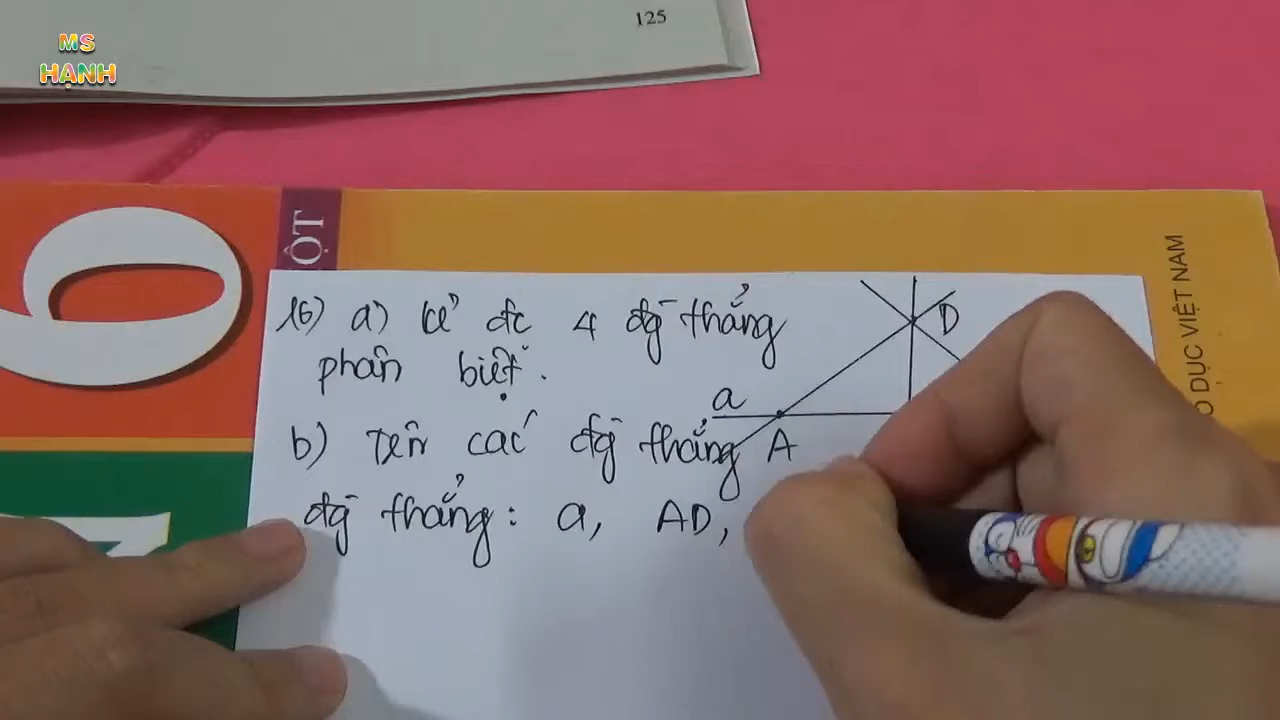 125
MS
HẠNH
ỘT
O DỤC VIỆT NAM
6
16) a) kẻ đc 4 đg thẳng
phân biệt.
D
a
b) Tên các đg thẳng
A
đg thẳng: a, AD,